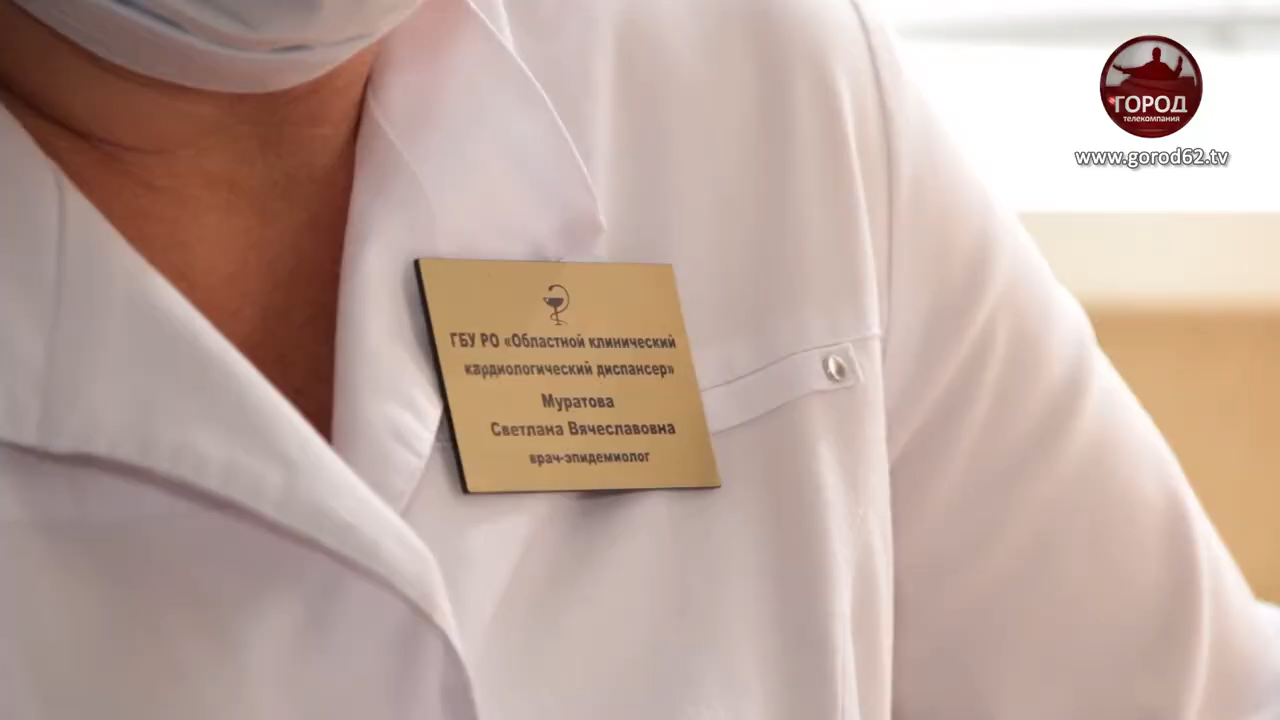 ГОРОД
телекомпания
www.gorod62.tv
ГБУ РО «Областной клинический
кардиологический диспансер»
Муратова
Светлана Вячеславовна
врач-эпидемиолог